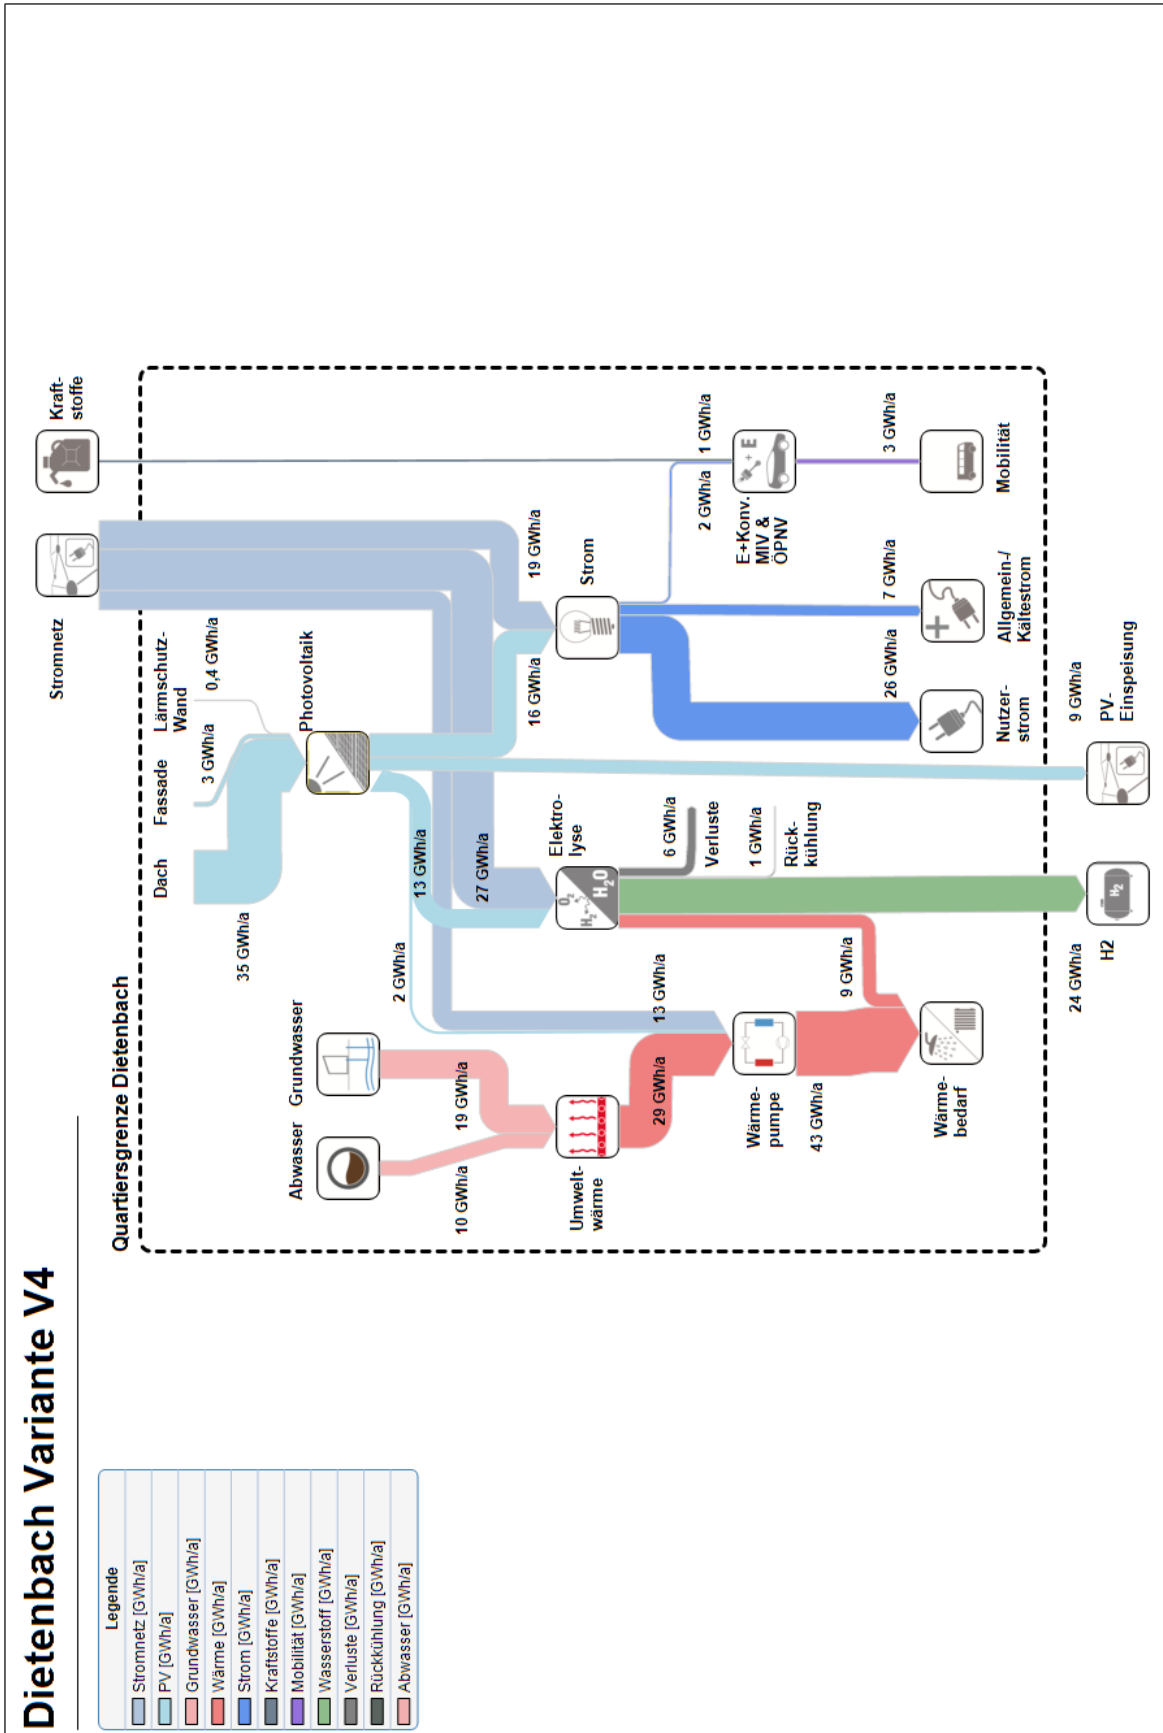 Dietenbach Variante V4
Legende
Stromnetz [GWh/a]
PV [GWh/a]
Grundwasser [GWh/a]
Wärme [GWh/a]
Strom [GWh/a]
Kraftstoffe [GWh/a]
Mobilität [GWh/a]
Wasserstoff [GWh/a]
Verluste [GWh/a]
Rückkühlung [GWh/a]
Abwasser [GWh/a]
Quartiersgrenze Dietenbach
Stromnetz
Kraft-
stoffe
Dach
Fassade
Lärmschutz-
Wand
35 GWh/a
3 GWh/a
0,4 GWh/a
Abwasser
Grundwasser
Photovoltaik
10 GWh/a
19 GWh/a
2 GWh/a
13 GWh/a
27 GWh/a
16 GWh/a
19 GWh/a
Umwelt-
wärme
Elektro-
lyse
O2
H2
H2O
Strom
29 GWh/a
13 GWh/a
6 GWh/a
Verluste
1 GWh/a
Rück-
kühlung
2 GWh/a
1 GWh/a
Wärme-
pumpe
E+Konv.
MIV &
ÖPNV
+ E
43 GWh/a
9 GWh/a
26 GWh/a
7 GWh/a
3 GWh/a
Wärme-
bedarf
Nutzer-
strom
Allgemein-/
Kältestrom
Mobilität
24 GWh/a
H2
H2
9 GWh/a
PV-
Einspeisung